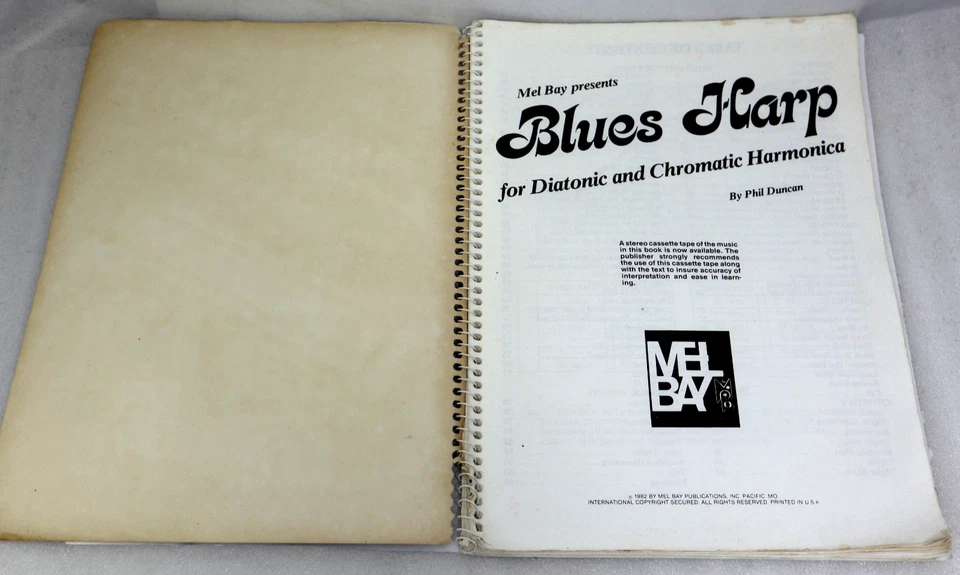 Mel Bay presents
Blues Harp
for Diatonic and Chromatic Harmonica
By Phil Duncan
A stereo cassette tape of the music
in this book is now available. The
publisher strongly recommends
the use of this cassette tape along
with the text to insure accuracy of
interpretation and ease in learn-
ing.
MEL
BAY
© 1982 BY MEL BAY PUBLICATIONS, INC. PACIFIC, MO.
INTERNATIONAL COPYRIGHT SECURED. ALL RIGHTS RESERVED. PRINTED IN U.S.A.